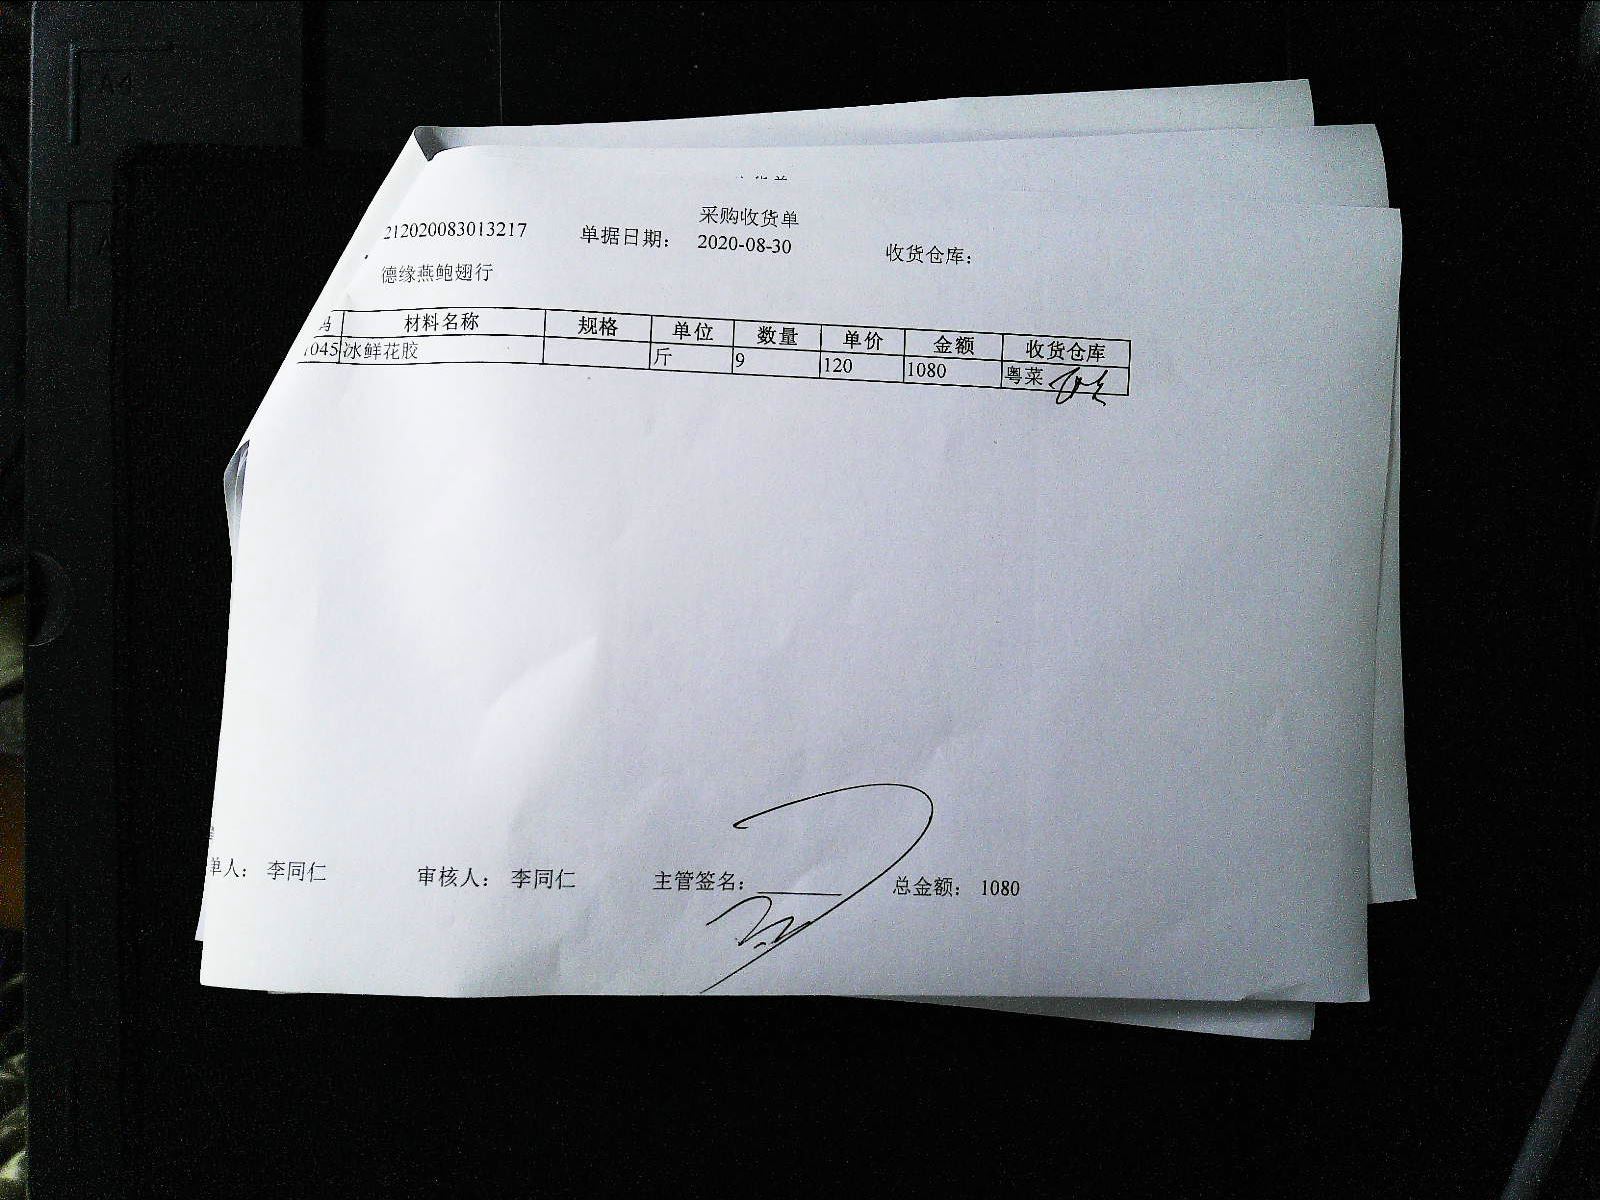 采购收货单
212020083013217 单据日期： 2020-08-30 收货仓库：
德缘燕鲍翅行
码 材料名称 规格 单位 数量 单价 金额 收货仓库
1045 冰鲜花胶 斤 9 120 1080 粤菜
单人： 李同仁 审核人： 李同仁 主管签名： 总金额： 1080